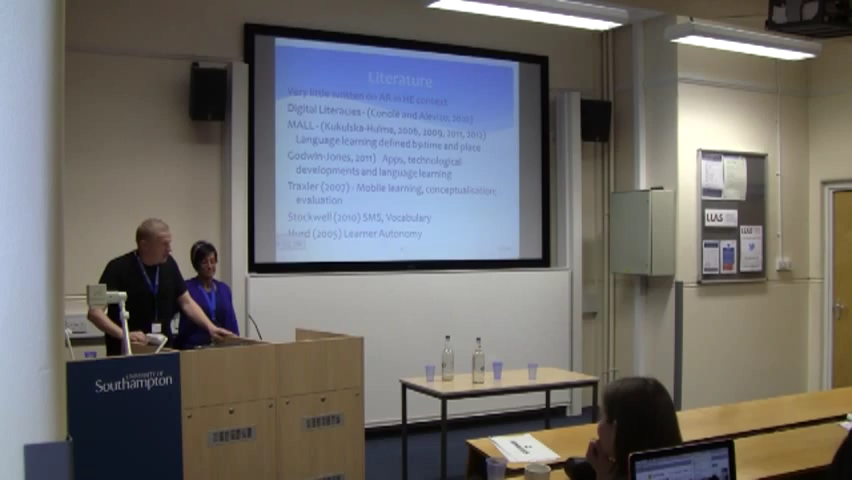 Literature
Very little written on AR in HE context
Digital Literacies - (Conole and Alevizo, 2010)
MALL - (Kukulska-Hulme, 2006, 2009, 2011, 2012)
Language learning defined by time and place
Godwin-Jones, 2011) Apps, technological
developments and language learning
Traxler (2007) - Mobile learning, conceptualisation,
evaluation
Stockwell (2010) SMS, Vocabulary
Hurd (2005) Learner Autonomy
LLAS
UNIVERSITY OF
Southampton